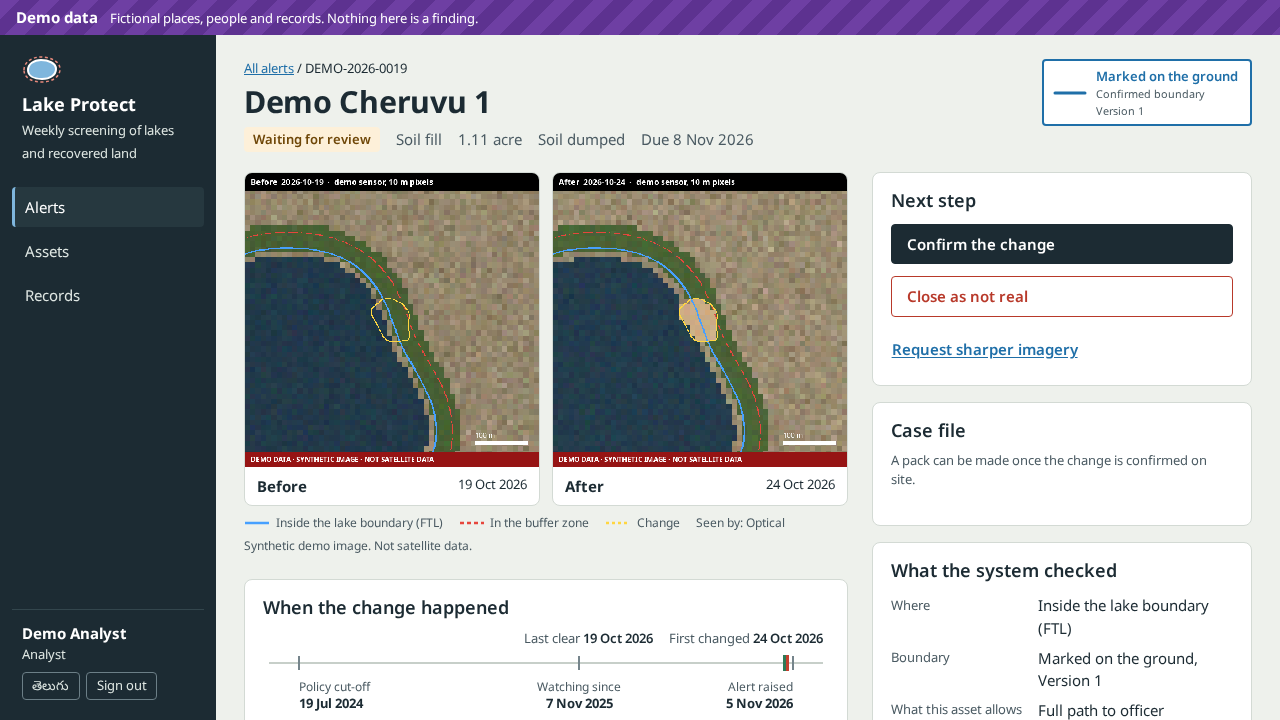 Demo data Fictional places, people and records. Nothing here is a finding.
Lake Protect
Weekly screening of lakes
and recovered land
Alerts
Assets
Records
Demo Analyst
Analyst
తెలుగు Sign out
All alerts / DEMO-2026-0019
Demo Cheruvu 1
Waiting for review Soil fill 1.11 acre Soil dumped Due 8 Nov 2026
Marked on the ground
Confirmed boundary
Version 1
Before 2026-10-19 · demo sensor, 10 m pixels
100 m
DEMO DATA · SYNTHETIC IMAGE · NOT SATELLITE DATA
Before 19 Oct 2026
After 2026-10-24 · demo sensor, 10 m pixels
100 m
DEMO DATA · SYNTHETIC IMAGE · NOT SATELLITE DATA
After 24 Oct 2026
Inside the lake boundary (FTL) In the buffer zone Change Seen by: Optical
Synthetic demo image. Not satellite data.
When the change happened
Last clear 19 Oct 2026 First changed 24 Oct 2026
Policy cut-off Watching since Alert raised
19 Jul 2024 7 Nov 2025 5 Nov 2026
Next step
Confirm the change
Close as not real
Request sharper imagery
Case file
A pack can be made once the change is confirmed on
site.
What the system checked
Where Inside the lake boundary
(FTL)
Boundary Marked on the ground,
Version 1
What this asset allows Full path to officer